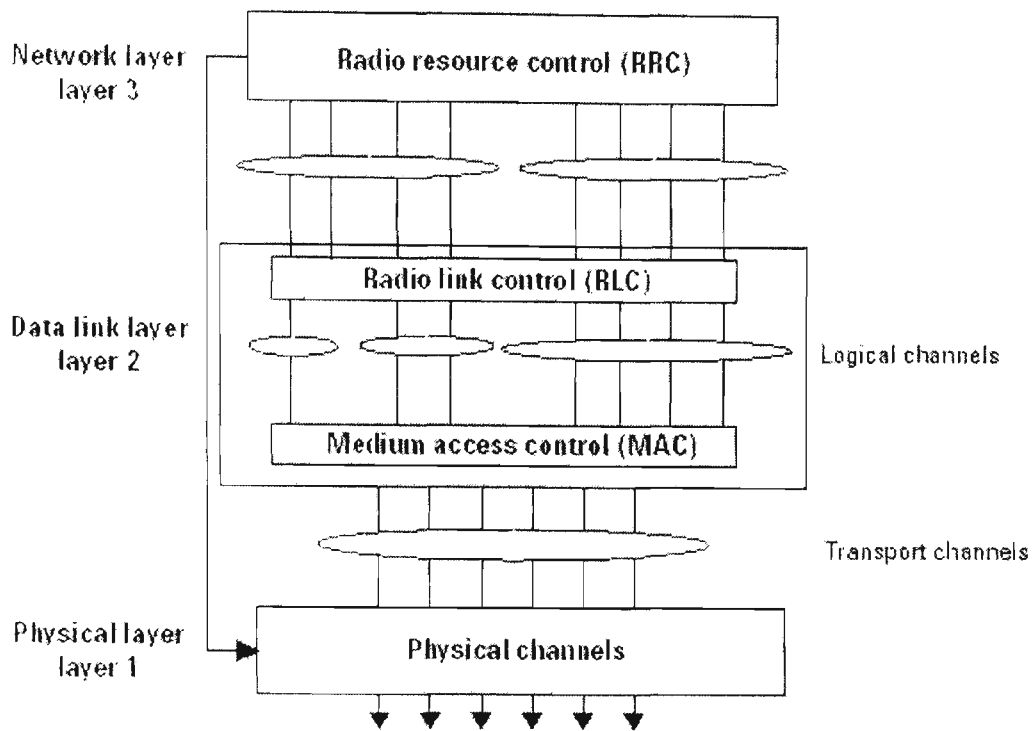 Network layer
layer 3
Radio resource control (RRC)
Radio link control (RLC)
Data link layer
layer 2
Logical channels
Medium access control (MAC)
Transport channels
Physical layer
layer 1
Physical channels